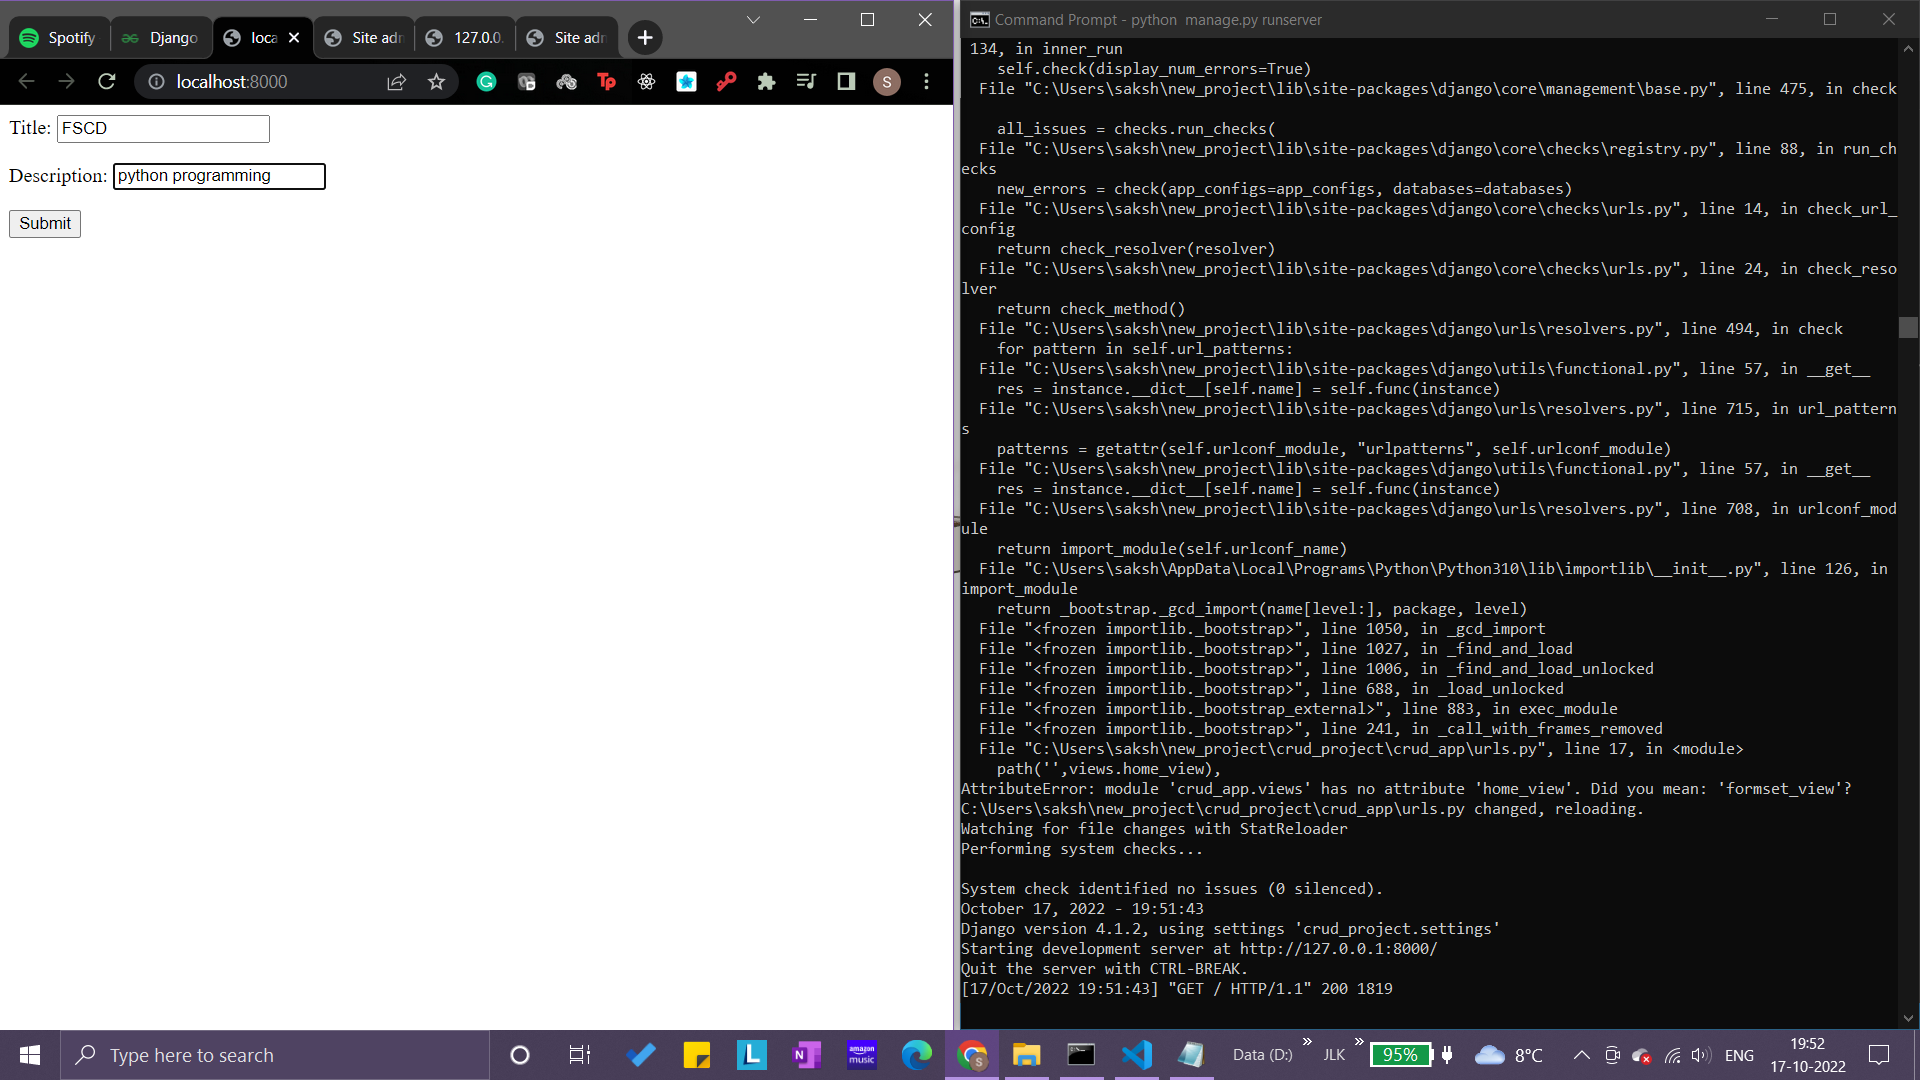 Spotify
Django
loca
Site adr
127.0.0.
Site adr
localhost:8000
S
Title: FSCD
Description: python programming
Submit
Command Prompt - python  manage.py runserver
134, in inner_run
self.check(display_num_errors=True)
File "C:\Users\saksh\new_project\lib\site-packages\django\core\management\base.py", line 475, in check
all_issues = checks.run_checks(
File "C:\Users\saksh\new_project\lib\site-packages\django\core\checks\registry.py", line 88, in run_ch
ecks
new_errors = check(app_configs=app_configs, databases=databases)
File "C:\Users\saksh\new_project\lib\site-packages\django\core\checks\urls.py", line 14, in check_url_
config
return check_resolver(resolver)
File "C:\Users\saksh\new_project\lib\site-packages\django\core\checks\urls.py", line 24, in check_reso
lver
return check_method()
File "C:\Users\saksh\new_project\lib\site-packages\django\urls\resolvers.py", line 494, in check
for pattern in self.url_patterns:
File "C:\Users\saksh\new_project\lib\site-packages\django\utils\functional.py", line 57, in __get__
res = instance.__dict__[self.name] = self.func(instance)
File "C:\Users\saksh\new_project\lib\site-packages\django\urls\resolvers.py", line 715, in url_pattern
s
patterns = getattr(self.urlconf_module, "urlpatterns", self.urlconf_module)
File "C:\Users\saksh\new_project\lib\site-packages\django\utils\functional.py", line 57, in __get__
res = instance.__dict__[self.name] = self.func(instance)
File "C:\Users\saksh\new_project\lib\site-packages\django\urls\resolvers.py", line 708, in urlconf_mod
ule
return import_module(self.urlconf_name)
File "C:\Users\saksh\AppData\Local\Programs\Python\Python310\lib\importlib\__init__.py", line 126, in
import_module
return _bootstrap._gcd_import(name[level:], package, level)
File "<frozen importlib._bootstrap>", line 1050, in _gcd_import
File "<frozen importlib._bootstrap>", line 1027, in _find_and_load
File "<frozen importlib._bootstrap>", line 1006, in _find_and_load_unlocked
File "<frozen importlib._bootstrap>", line 688, in _load_unlocked
File "<frozen importlib._bootstrap_external>", line 883, in exec_module
File "<frozen importlib._bootstrap>", line 241, in _call_with_frames_removed
File "C:\Users\saksh\new_project\crud_project\crud_app\urls.py", line 17, in <module>
path('',views.home_view),
AttributeError: module 'crud_app.views' has no attribute 'home_view'. Did you mean: 'formset_view'?
C:\Users\saksh\new_project\crud_project\crud_app\urls.py changed, reloading.
Watching for file changes with StatReloader
Performing system checks...
System check identified no issues (0 silenced).
October 17, 2022 - 19:51:43
Django version 4.1.2, using settings 'crud_project.settings'
Starting development server at http://127.0.0.1:8000/
Quit the server with CTRL-BREAK.
[17/Oct/2022 19:51:43] "GET / HTTP/1.1" 200 1819
Type here to search
L
N
amazon
music
S
Data (D:)
JLK
95%
8°C
ENG
19:52
17-10-2022